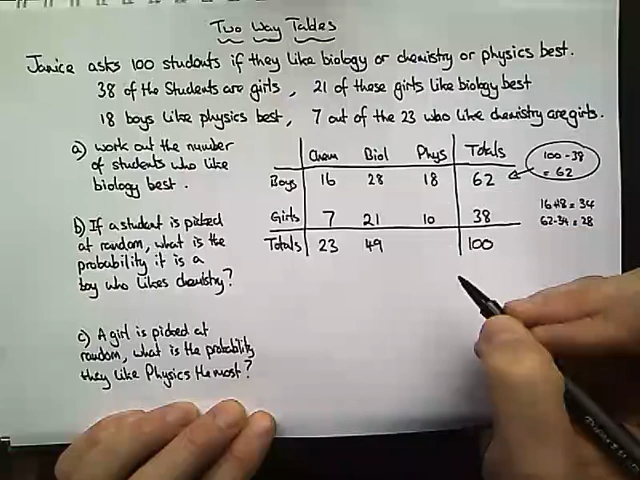 Two Way Tables
Janice asks 100 students if they like biology or chemistry or physics best.
38 of the students are girls, 21 of these girls like biology best
18 boys like physics best, 7 out of the 23 who like chemistry are girls.
a) work out the number
of students who like
biology best.
b) If a student is picked
at random, what is the
probability it is a
boy who likes chemistry?
c) A girl is picked at
random, what is the probability
they like Physics the most?
Chem Biol Phys Totals
Boys 16 28 18 62
Girls 7 21 10 38
Totals 23 49 100
100 - 38
= 62
16+18 = 34
62-34 = 28